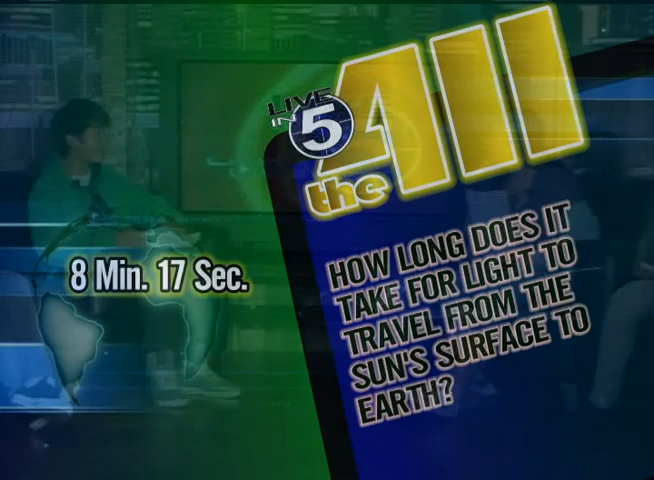 LIVE
IN 5
the 411
8 Min. 17 Sec.
HOW LONG DOES IT
TAKE FOR LIGHT TO
TRAVEL FROM THE
SUN'S SURFACE TO
EARTH?